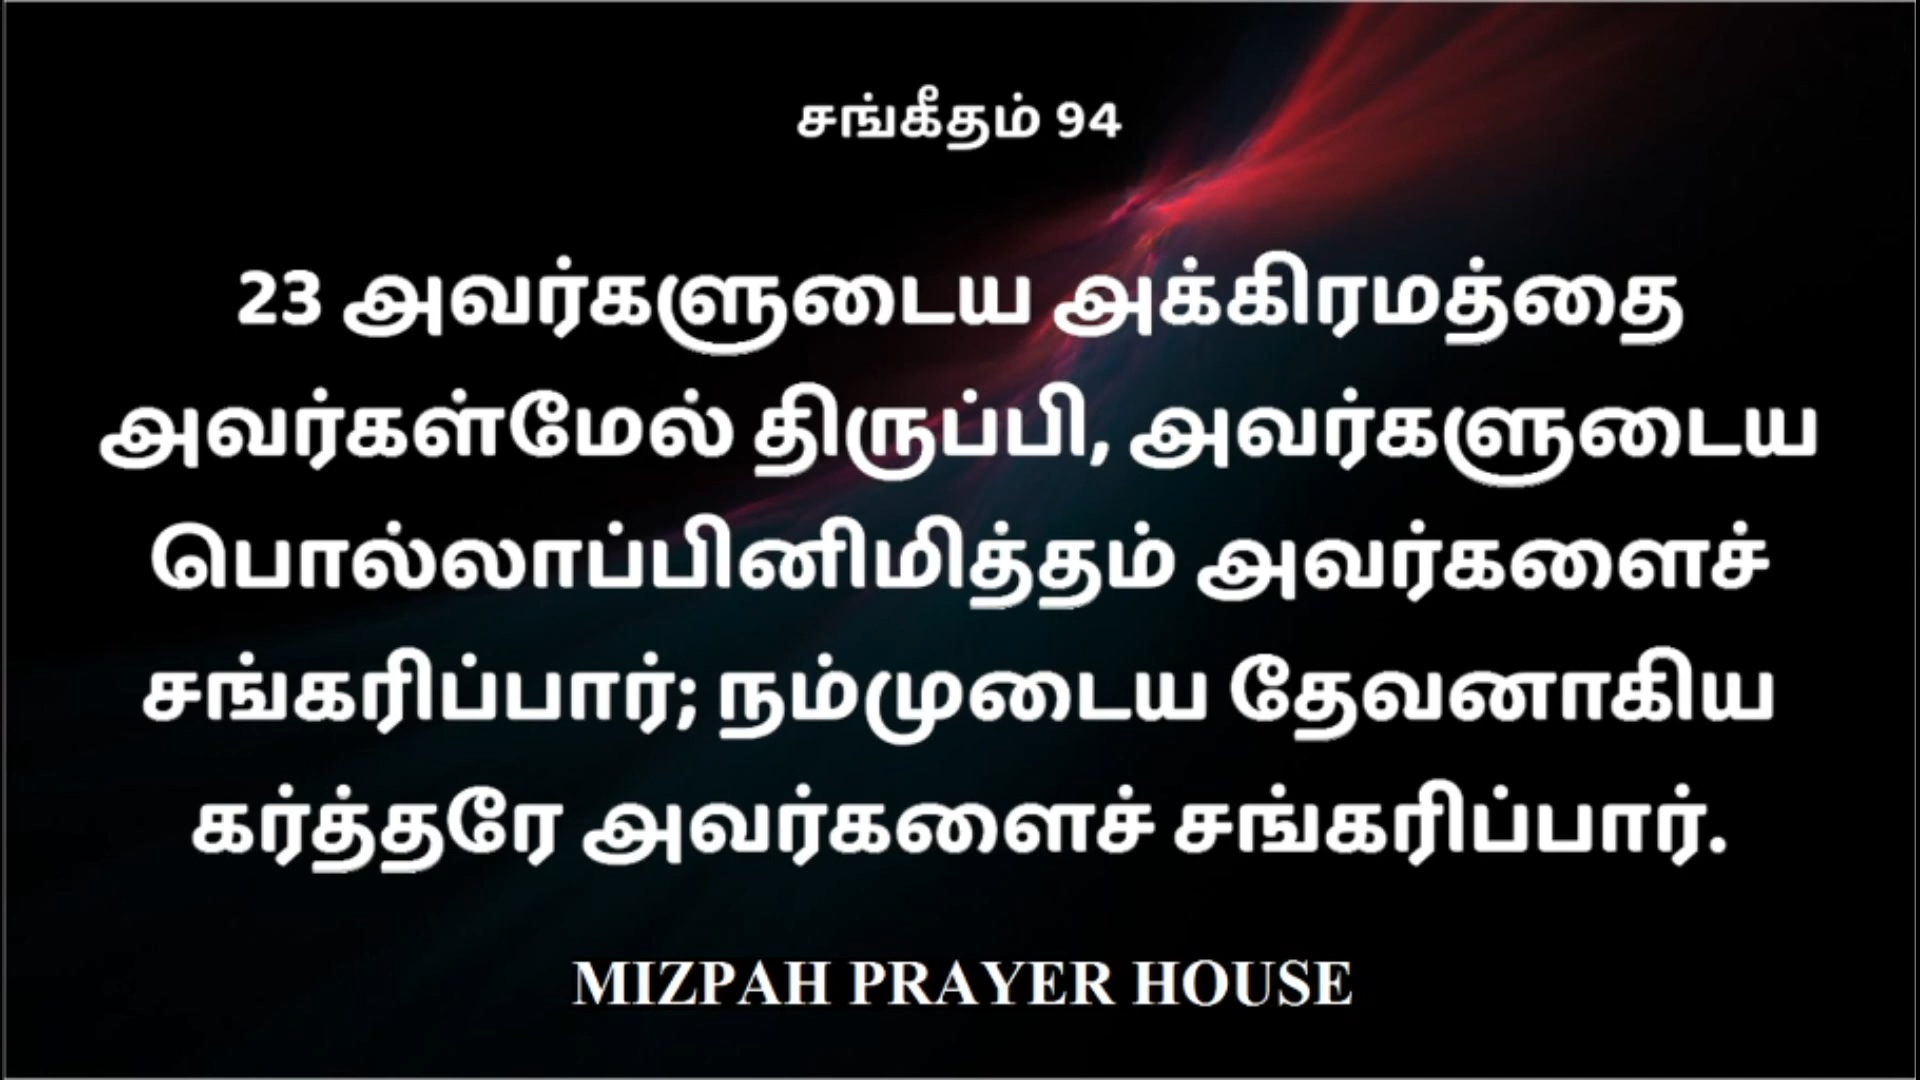 சங்கீதம் 94
23 அவர்களுடைய அக்கிரமத்தை
அவர்கள்மேல் திருப்பி, அவர்களுடைய
பொல்லாப்பினிமித்தம் அவர்களைச்
சங்கரிப்பார்; நம்முடைய தேவனாகிய
கர்த்தரே அவர்களைச் சங்கரிப்பார்.
MIZPAH PRAYER HOUSE